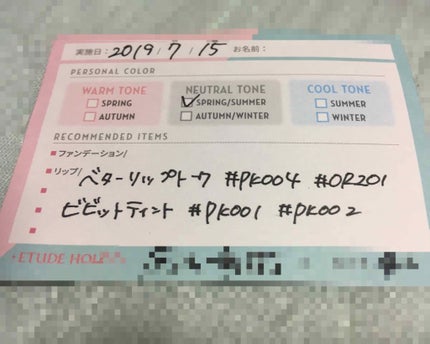 実施日: 2019 / 7 / 15 お名前:
PERSONAL COLOR
WARM TONE NEUTRAL TONE COOL TONE
SPRING ✓ SPRING/SUMMER SUMMER
AUTUMN AUTUMN/WINTER WINTER
RECOMMENDED ITEMS
ファンデーション/
リップ/ ベターリップトーク #PK004 #OR201
ビビットティント #PK001 #PK002
ETUDE HOU